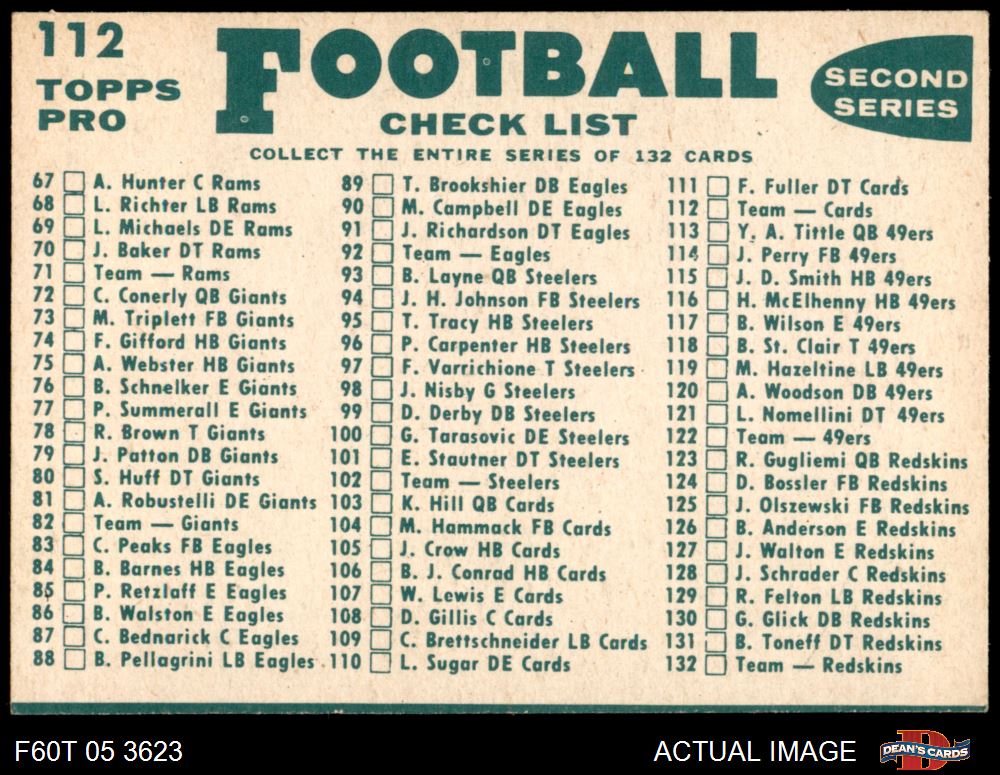 112
TOPPS
PRO
FOOTBALL
CHECK LIST
SECOND
SERIES
COLLECT THE ENTIRE SERIES OF 132 CARDS
67 A. Hunter C Rams
68 L. Richter LB Rams
69 L. Michaels DE Rams
70 J. Baker DT Rams
71 Team — Rams
72 C. Conerly QB Giants
73 M. Triplett FB Giants
74 F. Gifford HB Giants
75 A. Webster HB Giants
76 B. Schnelker E Giants
77 P. Summerall E Giants
78 R. Brown T Giants
79 J. Patton DB Giants
80 S. Huff DT Giants
81 A. Robustelli DE Giants
82 Team — Giants
83 C. Peaks FB Eagles
84 B. Barnes HB Eagles
85 P. Retzlaff E Eagles
86 B. Walston E Eagles
87 C. Bednarick C Eagles
88 B. Pellagrini LB Eagles
89 T. Brookshier DB Eagles
90 M. Campbell DE Eagles
91 J. Richardson DT Eagles
92 Team — Eagles
93 B. Layne QB Steelers
94 J. H. Johnson FB Steelers
95 T. Tracy HB Steelers
96 P. Carpenter HB Steelers
97 F. Varrichione T Steelers
98 J. Nisby G Steelers
99 D. Derby DB Steelers
100 G. Tarasovic DE Steelers
101 E. Stautner DT Steelers
102 Team — Steelers
103 K. Hill QB Cards
104 M. Hammack FB Cards
105 J. Crow HB Cards
106 B. J. Conrad HB Cards
107 W. Lewis E Cards
108 D. Gillis C Cards
109 C. Brettschneider LB Cards
110 L. Sugar DE Cards
111 F. Fuller DT Cards
112 Team — Cards
113 Y. A. Tittle QB 49ers
114 J. Perry FB 49ers
115 J. D. Smith HB 49ers
116 H. McElhenny HB 49ers
117 B. Wilson E 49ers
118 B. St. Clair T 49ers
119 M. Hazeltine LB 49ers
120 A. Woodson DB 49ers
121 L. Nomellini DT 49ers
122 Team — 49ers
123 R. Gugliemi QB Redskins
124 D. Bossler FB Redskins
125 J. Olszewski FB Redskins
126 B. Anderson E Redskins
127 J. Walton E Redskins
128 J. Schrader C Redskins
129 R. Felton LB Redskins
130 G. Glick DB Redskins
131 B. Toneff DT Redskins
132 Team — Redskins
F60T 05 3623
ACTUAL IMAGE
DEAN'S CARDS